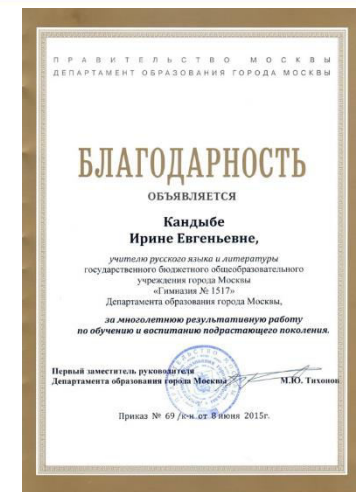 ПРАВИТЕЛЬСТВО МОСКВЫ
ДЕПАРТАМЕНТ ОБРАЗОВАНИЯ ГОРОДА МОСКВЫ
БЛАГОДАРНОСТЬ
ОБЪЯВЛЯЕТСЯ
Кандыбе
Ирине Евгеньевне,
учителю русского языка и литературы
государственного бюджетного общеобразовательного
учреждения города Москвы
«Гимназия № 1517»
Департамента образования города Москвы,
за многолетнюю результативную работу
по обучению и воспитанию подрастающего поколения.
Первый заместитель руководителя
Департамента образования города Москвы М.Ю. Тихонов
Приказ № 69 /к-н от 8 июня 2015г.